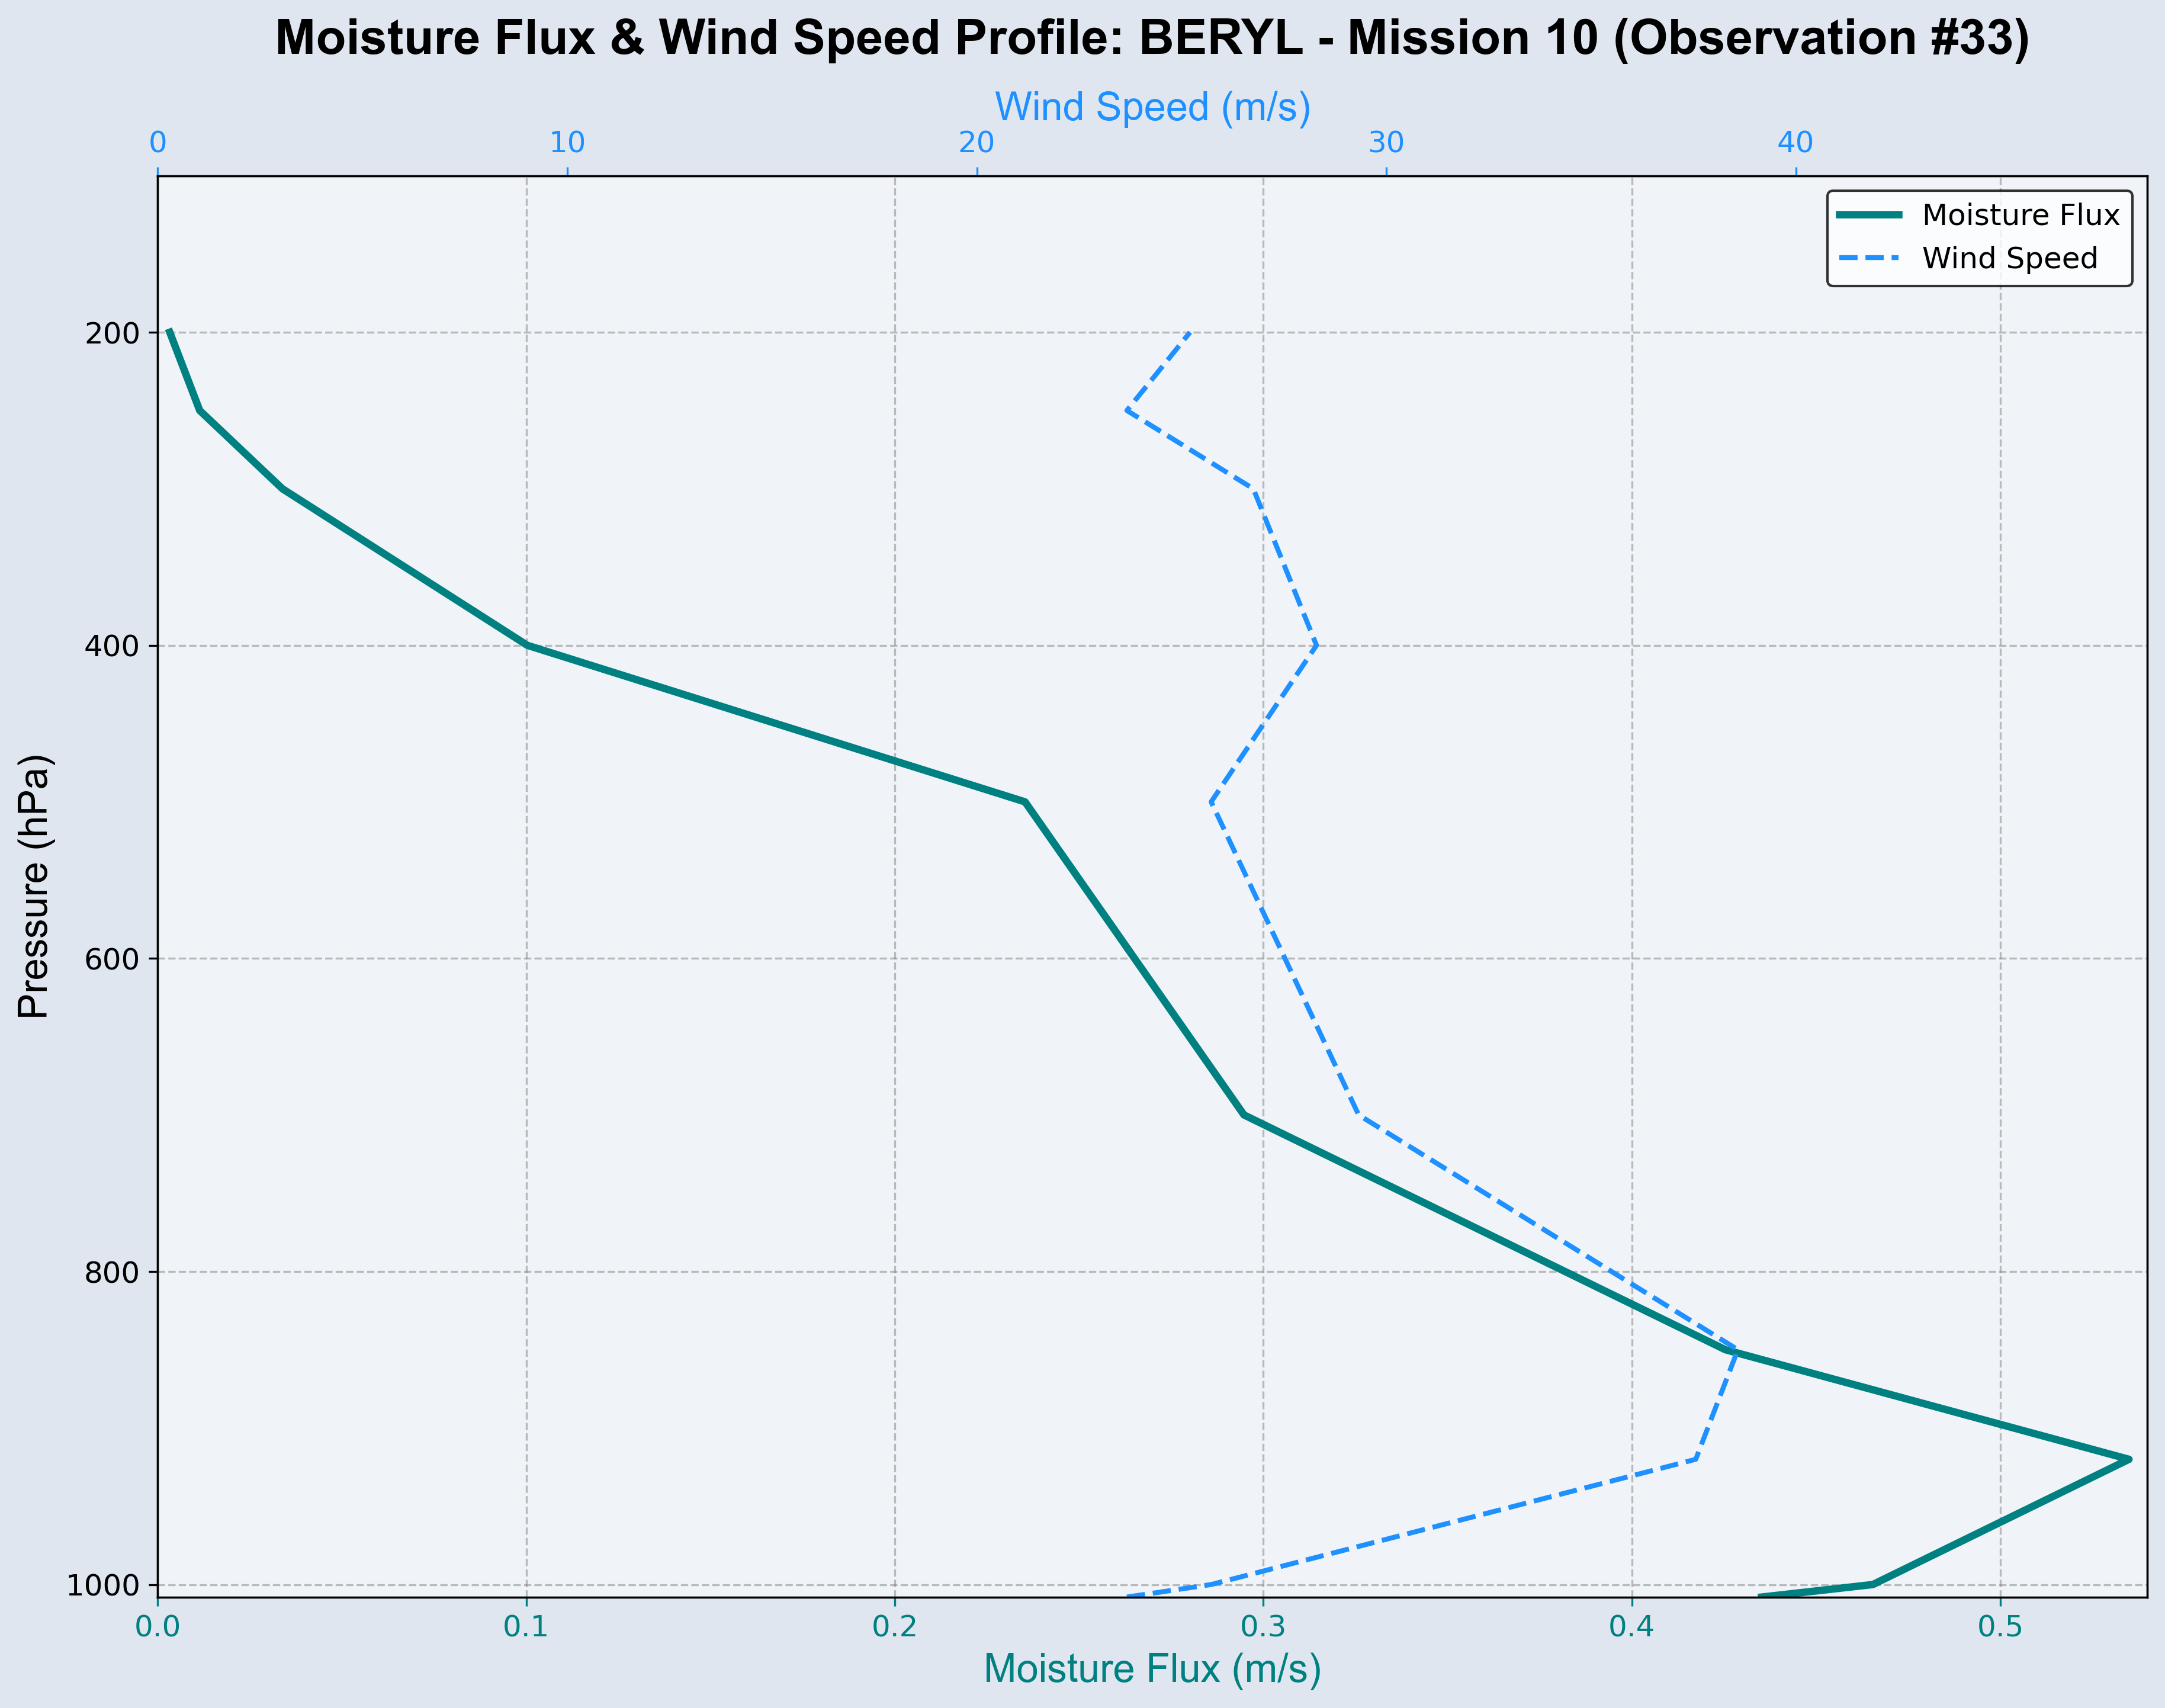 Moisture Flux & Wind Speed Profile: BERYL - Mission 10 (Observation #33)
Wind Speed (m/s)
0 10 20 30 40
Moisture Flux
Wind Speed
200
400
600
800
1000
Pressure (hPa)
0.0 0.1 0.2 0.3 0.4 0.5
Moisture Flux (m/s)